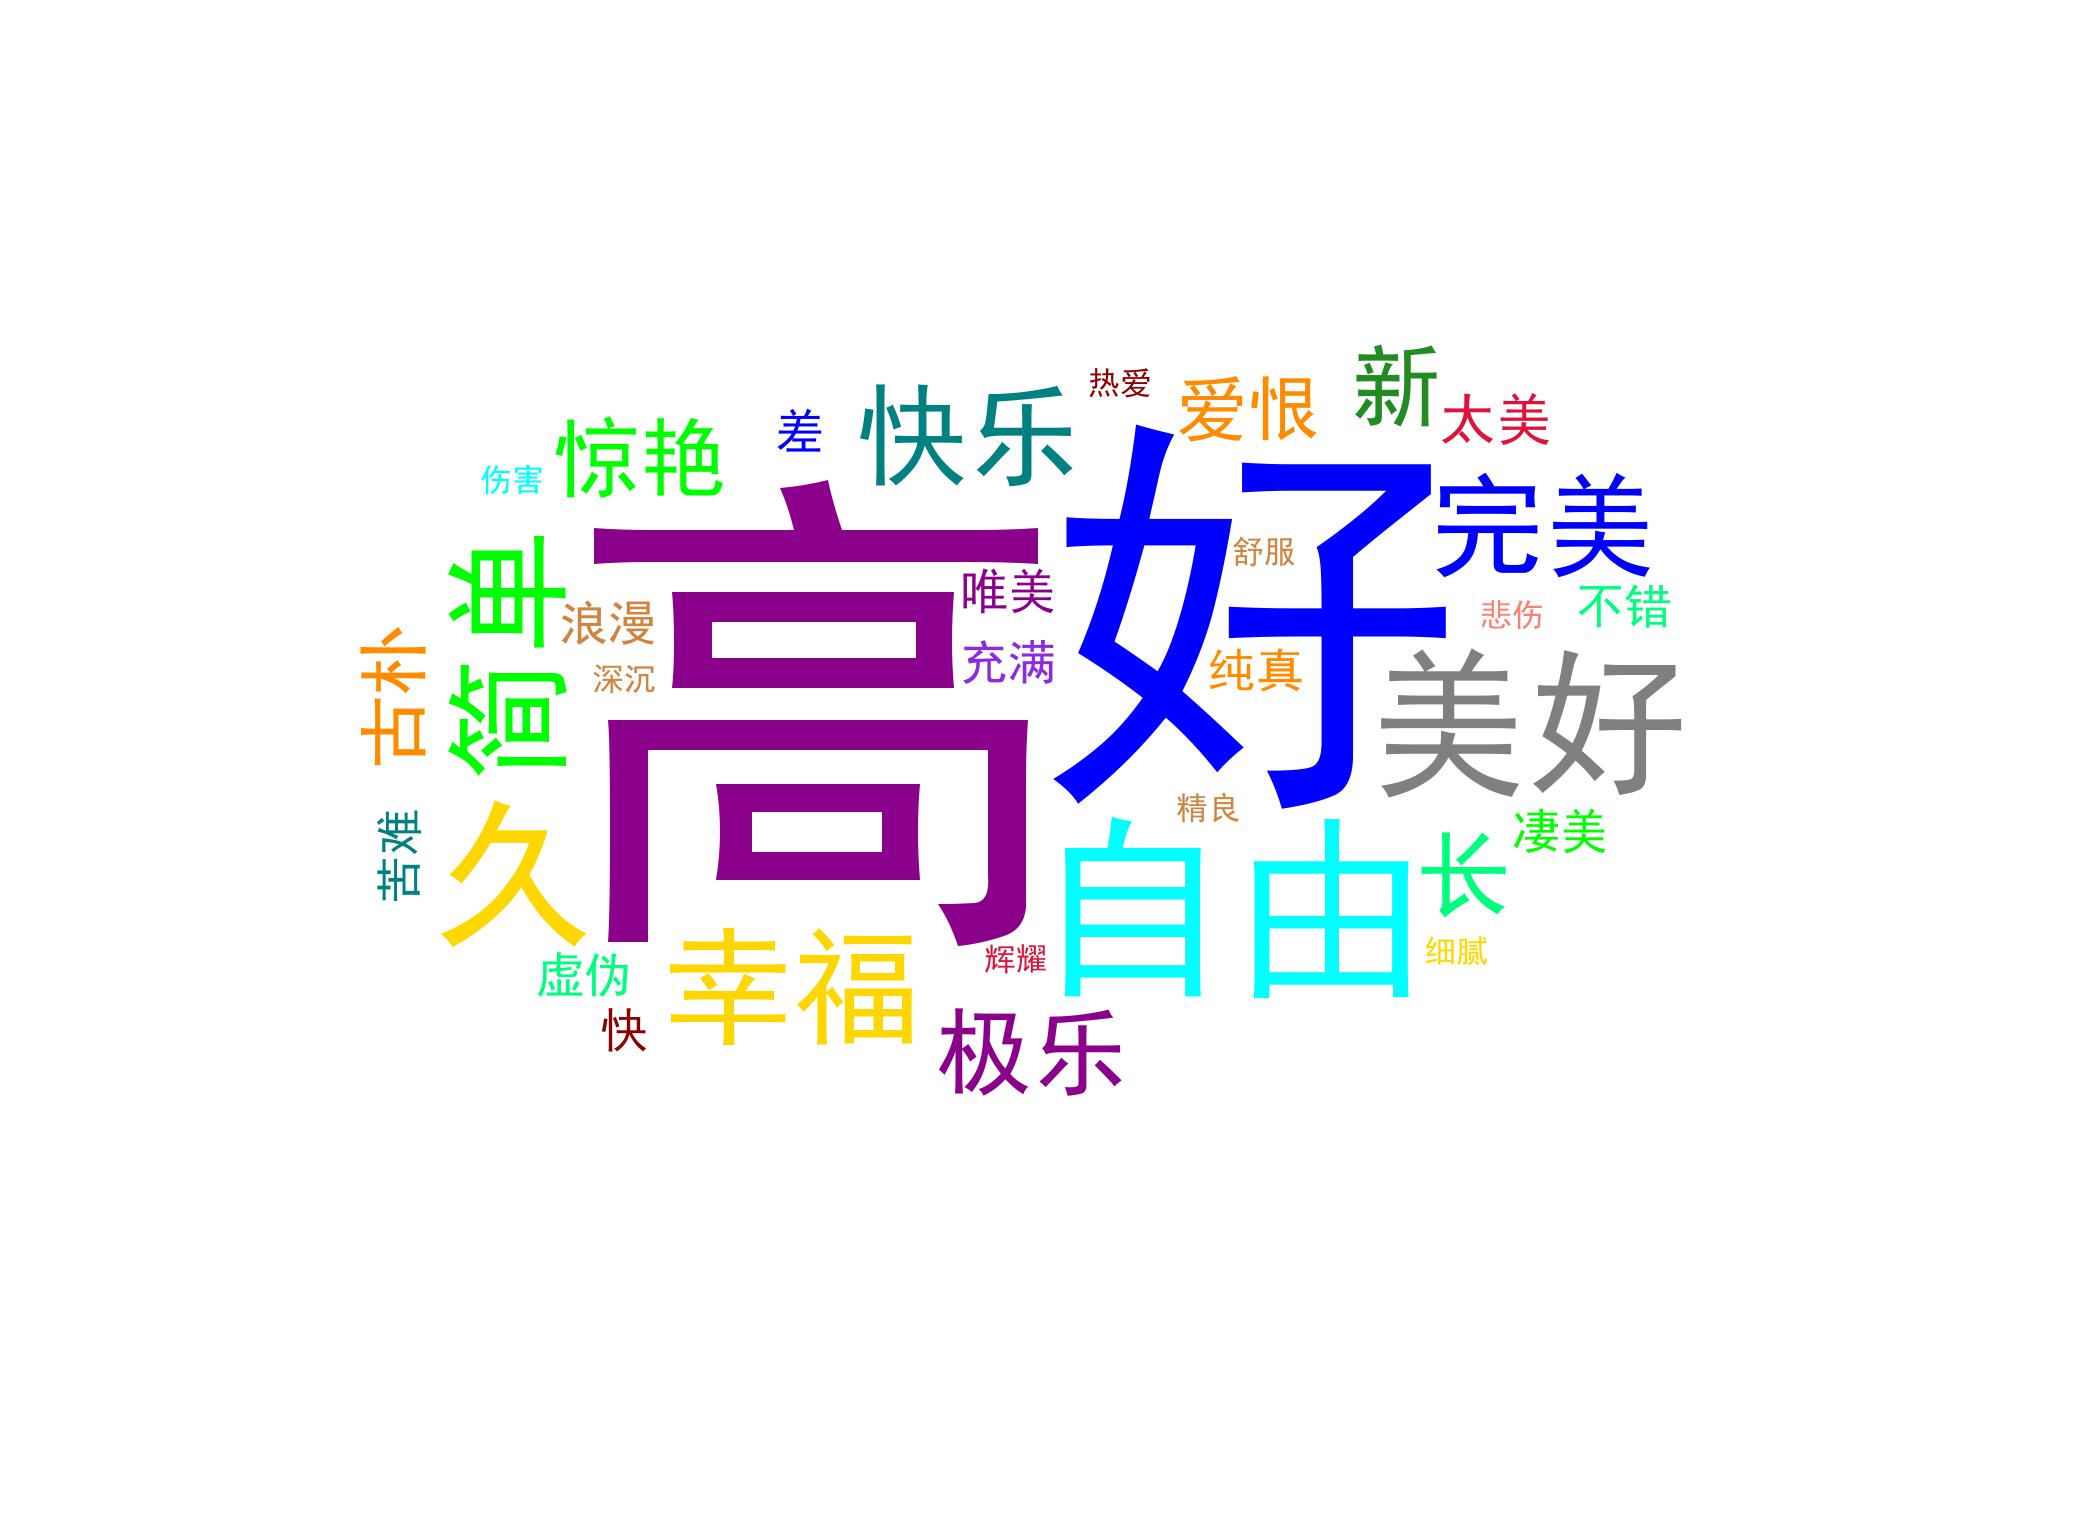 新
热爱
爱恨
快乐
太美
差
惊艳
伤害
好
完美
高
舒服
唯美
不错
悲伤
简单
浪漫
充满
纯真
深沉
古朴
美好
精良
自由
久
苦难
凄美
长
辉耀
细腻
虚伪
幸福
快
极乐